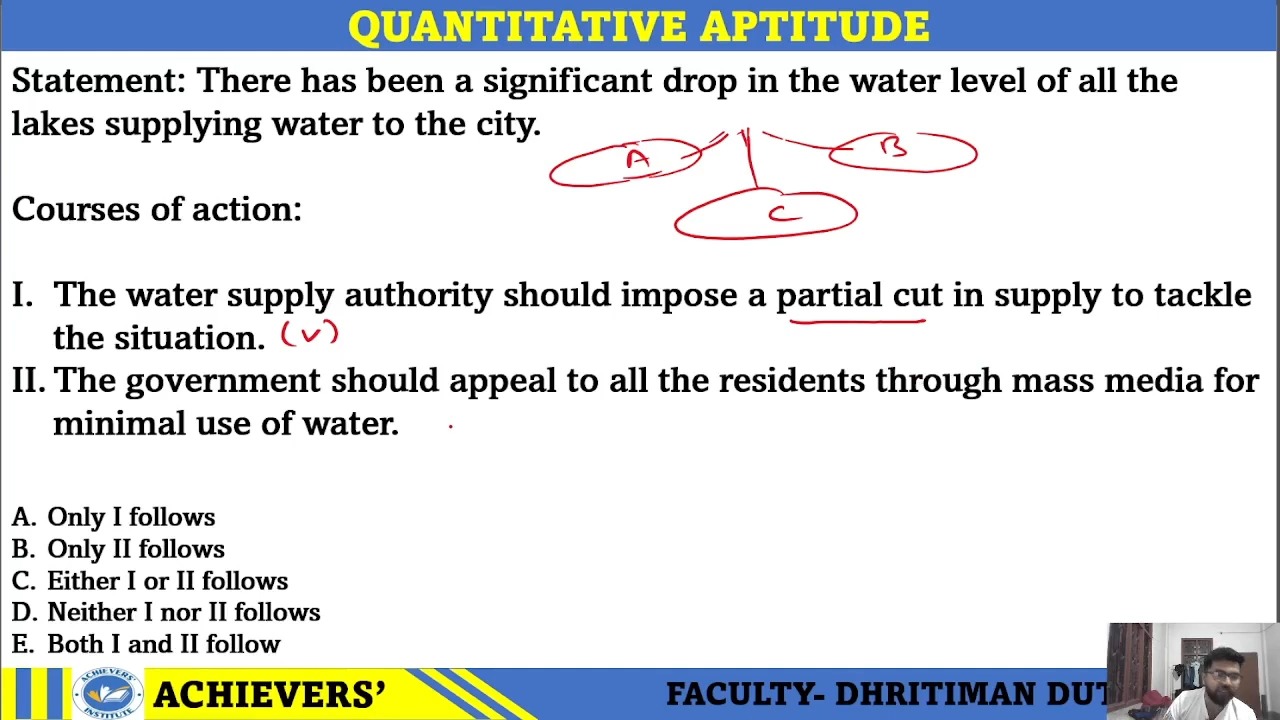 QUANTITATIVE APTITUDE
Statement: There has been a significant drop in the water level of all the
lakes supplying water to the city.
A
B
C
Courses of action:
I. The water supply authority should impose a partial cut in supply to tackle
the situation. (v)
II. The government should appeal to all the residents through mass media for
minimal use of water.
A. Only I follows
B. Only II follows
C. Either I or II follows
D. Neither I nor II follows
E. Both I and II follow
ACHIEVERS'
INSTITUTE
ACHIEVERS’
FACULTY- DHRITIMAN DUT